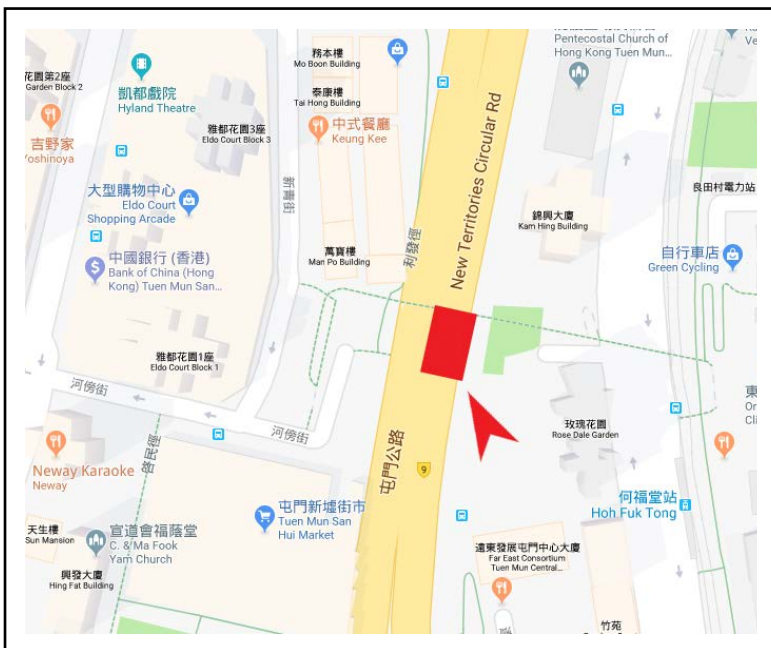 Pentecostal Church of
Hong Kong Tuen Mun...
務本樓
Mo Boon Building
花園第2座
Garden Block 2
凱都戲院
Hyland Theatre
泰康樓
Tai Hong Building
中式餐廳
Keung Kee
雅都花園3座
Eldo Court Block 3
吉野家
Yoshinoya
新青街
New Territories Circular Rd
良田村電力站
大型購物中心
Eldo Court
Shopping Arcade
錦興大廈
Kam Hing Building
利發徑
自行車店
Green Cycling
中國銀行 (香港)
Bank of China (Hong
Kong) Tuen Mun San...
萬寶樓
Man Po Building
雅都花園1座
Eldo Court Block 1
河傍街
河傍街
玫瑰花園
Rose Dale Garden
東
Or
Cli
啓民徑
Neway Karaoke
Neway
屯門公路
9
何福堂站
Hoh Fuk Tong
屯門新墟街市
Tuen Mun San
Hui Market
天生樓
Sun Mansion
宣道會福蔭堂
C. & Ma Fook
Yam Church
遠東發展屯門中心大廈
Far East Consortium
Tuen Mun Central...
興發大廈
Hing Fat Building
竹苑